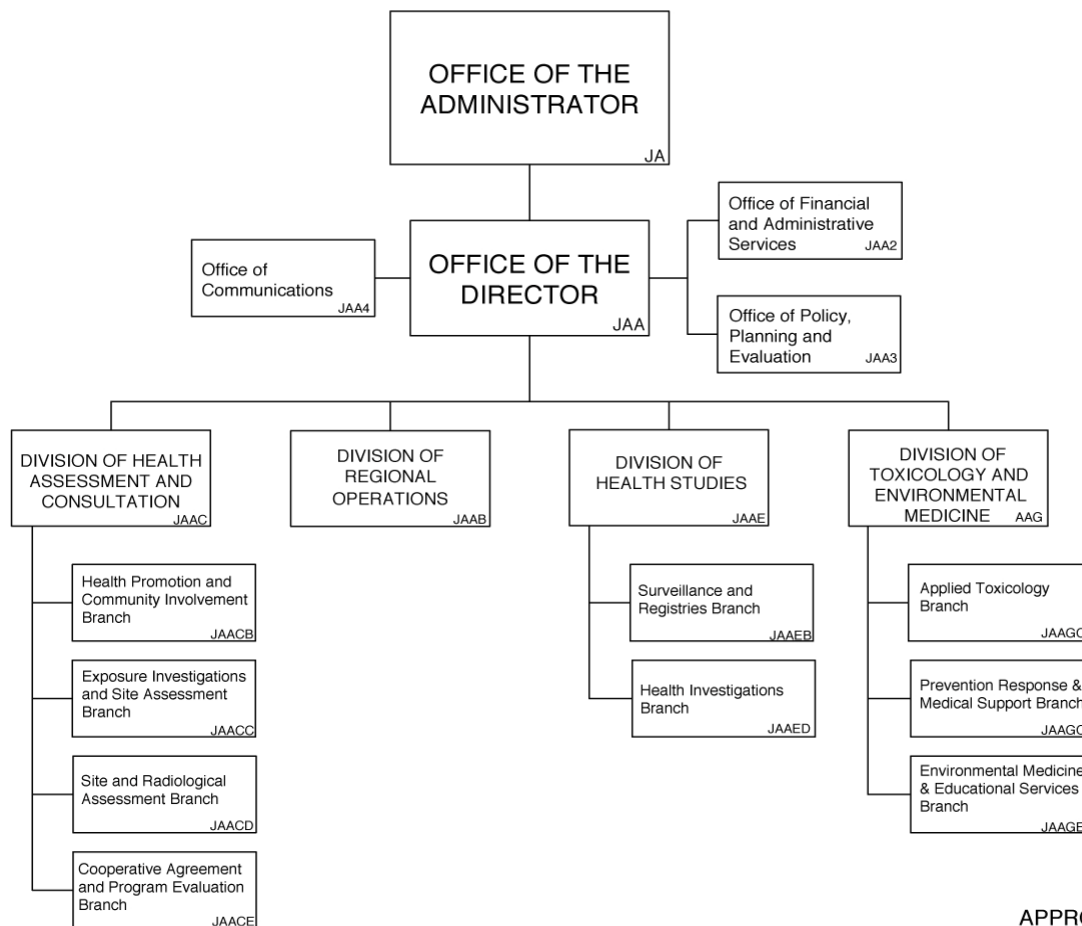 OFFICE OF THE
ADMINISTRATOR
JA
Office of Financial
and Administrative
Services
JAA2
Office of
Communications
JAA4
OFFICE OF THE
DIRECTOR
JAA
Office of Policy,
Planning and
Evaluation
JAA3
DIVISION OF HEALTH
ASSESSMENT AND
CONSULTATION
JAAC
DIVISION OF
REGIONAL
OPERATIONS
JAAB
DIVISION OF
HEALTH STUDIES
JAAE
DIVISION OF
TOXICOLOGY AND
ENVIRONMENTAL
MEDICINE
AAG
Health Promotion and
Community Involvement
Branch
JAACB
Exposure Investigations
and Site Assessment
Branch
JAACC
Site and Radiological
Assessment Branch
JAACD
Cooperative Agreement
and Program Evaluation
Branch
JAACE
Surveillance and
Registries Branch
JAAEB
Health Investigations
Branch
JAAED
Applied Toxicology
Branch
Prevention Response &
Medical Support Branch
Environmental Medicine
& Educational Services
Branch